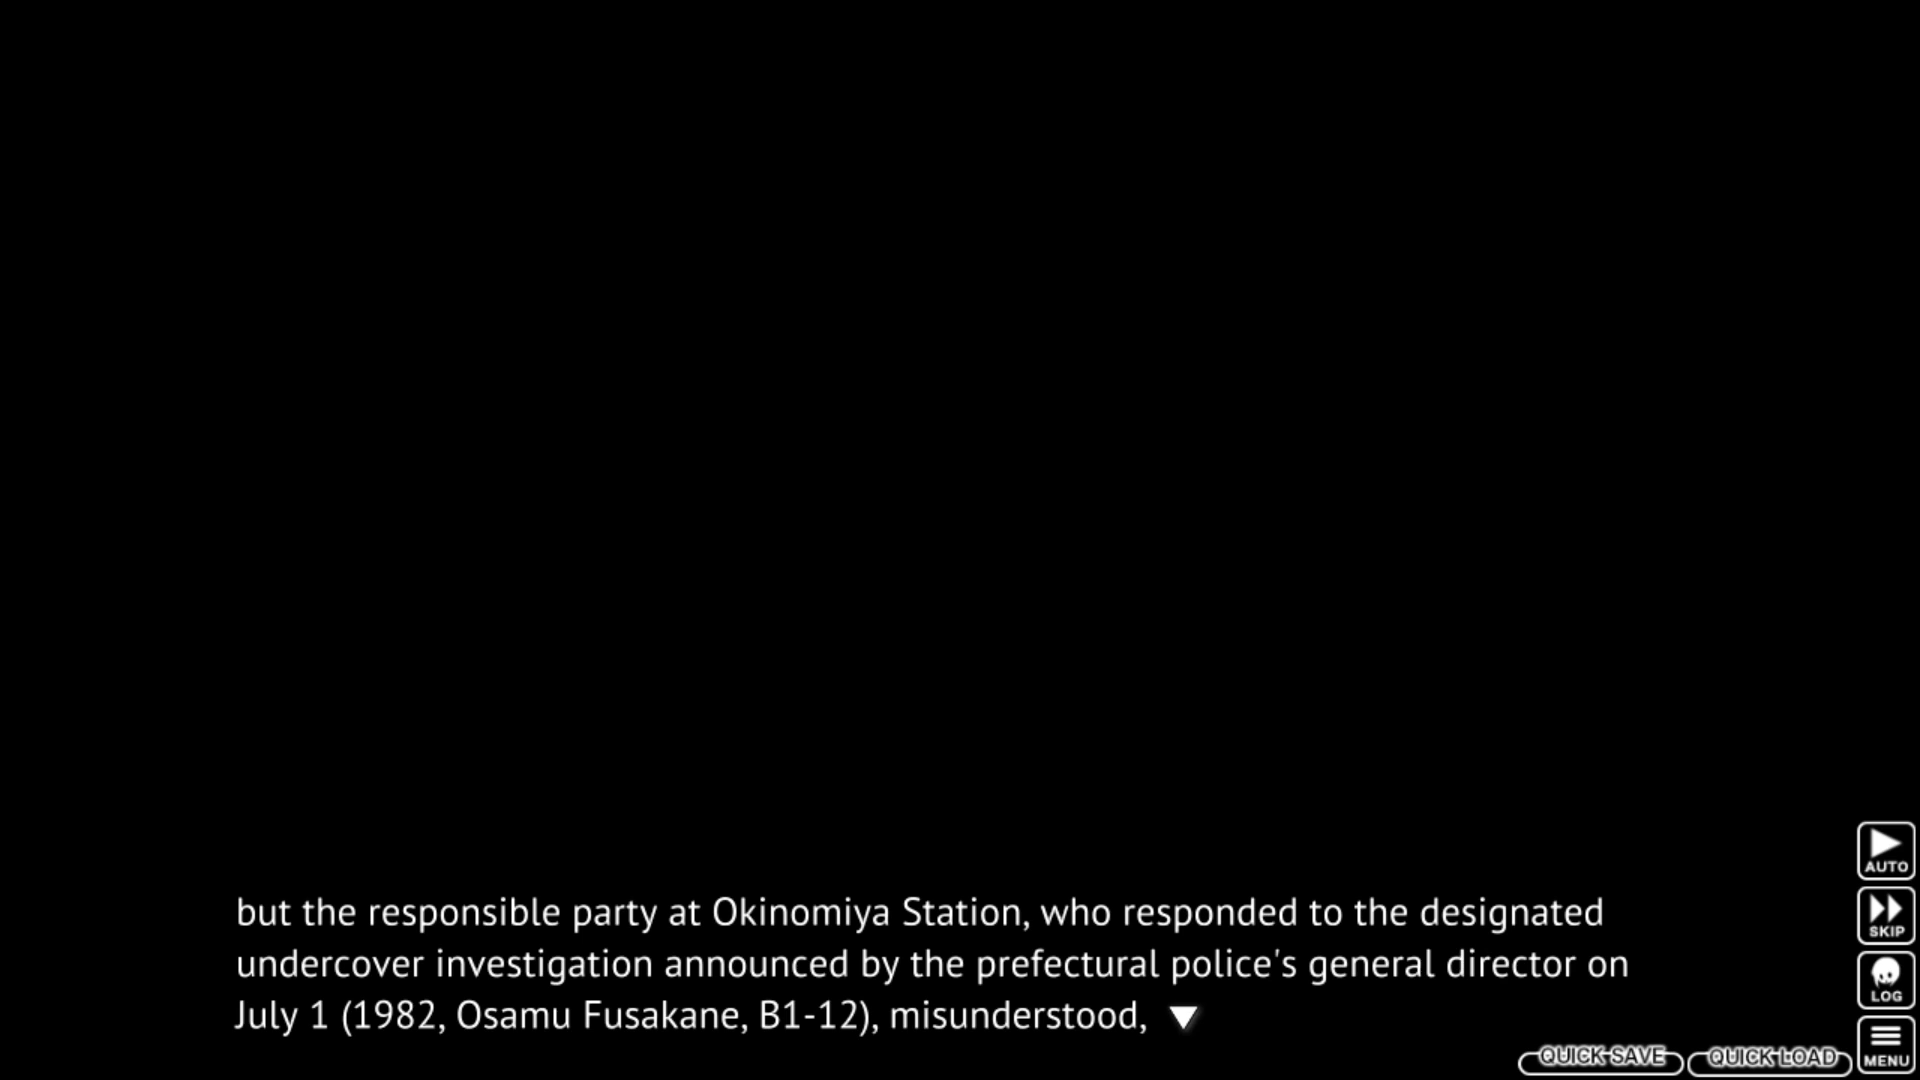 but the responsible party at Okinomiya Station, who responded to the designated
undercover investigation announced by the prefectural police's general director on
July 1 (1982, Osamu Fusakane, B1-12), misunderstood,
AUTO
SKIP
LOG
MENU
QUICK SAVE
QUICK LOAD